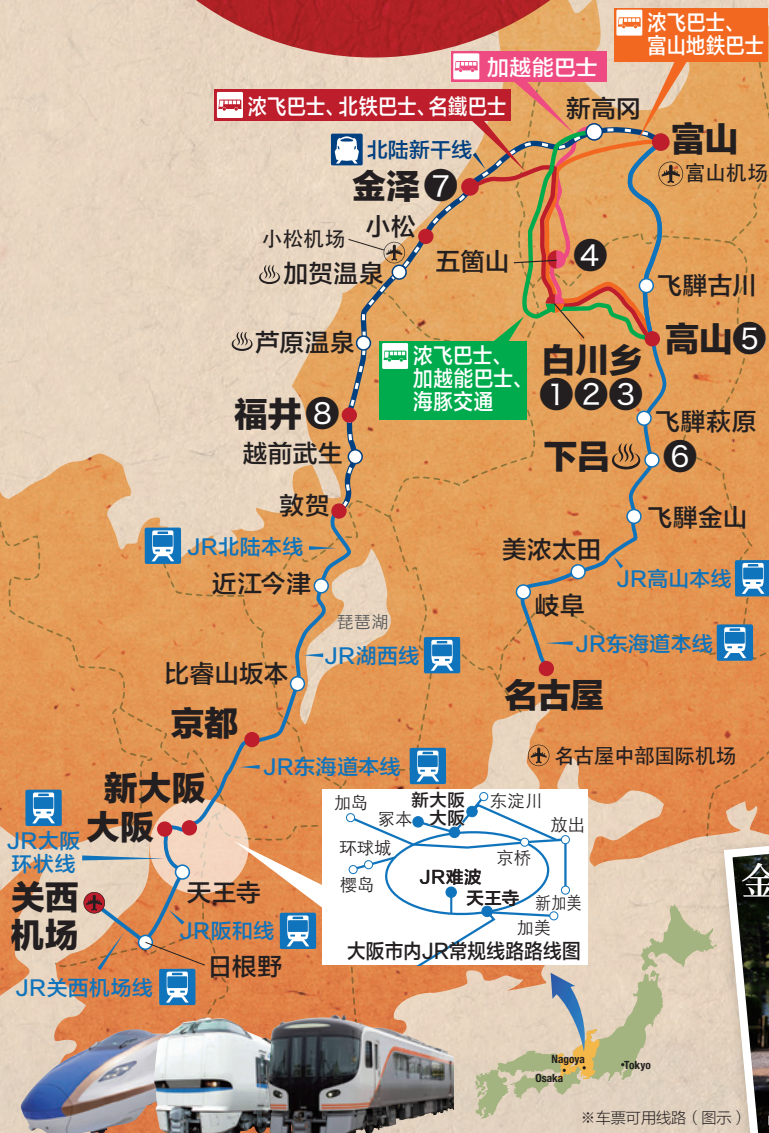 浓飞巴士、
富山地鉄巴士
加越能巴士
浓飞巴士、北铁巴士、名鐵巴士
新高冈
富山
北陆新干线
富山机场
金泽❼
小松
小松机场
加贺温泉
五箇山
❹
飞騨古川
芦原温泉
浓飞巴士、
加越能巴士、
海豚交通
白川乡
❶❷❸
高山❺
福井❽
飞騨萩原
越前武生
下吕
❻
敦贺
飞騨金山
JR北陆本线
美浓太田
JR高山本线
近江今津
岐阜
琵琶湖
JR东海道本线
JR湖西线
比睿山坂本
名古屋
京都
名古屋中部国际机场
JR东海道本线
新大阪
大阪
JR大阪
环状线
天王寺
关西
机场
JR阪和线
日根野
JR关西机场线
加岛
新大阪
东淀川
冢本
大阪
放出
环球城
京桥
樱岛
JR难波
天王寺
新加美
加美
大阪市内JR常规线路路线图
金
Nagoya
Osaka
Tokyo
※车票可用线路（图示）